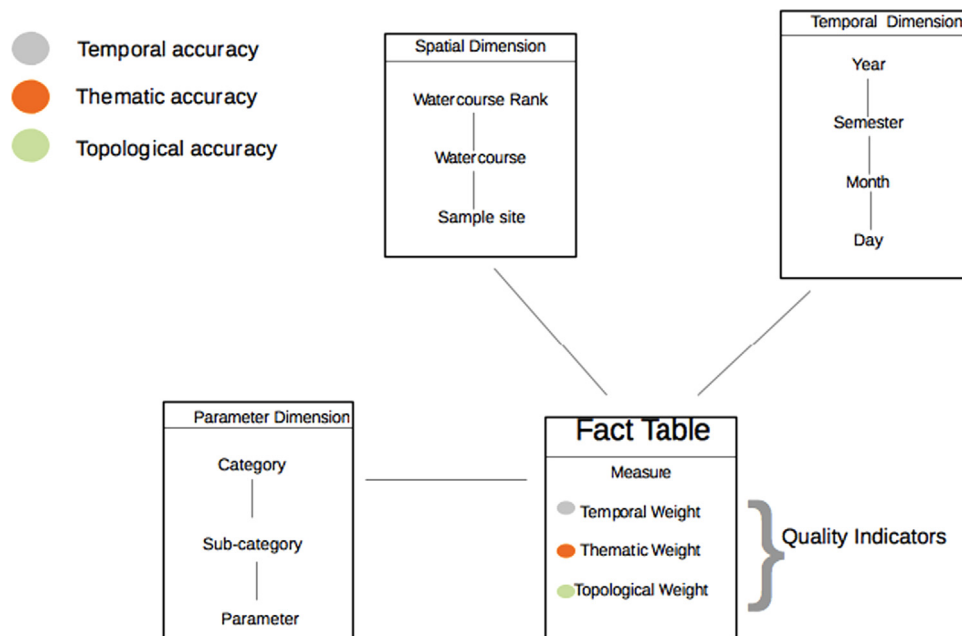 Temporal accuracy
Thematic accuracy
Topological accuracy
Spatial Dimension
Watercourse Rank
Watercourse
Sample site
Temporal Dimension
Year
Semester
Month
Day
Parameter Dimension
Category
Sub-category
Parameter
Fact Table
Measure
Temporal Weight
Thematic Weight
Topological Weight
Quality Indicators